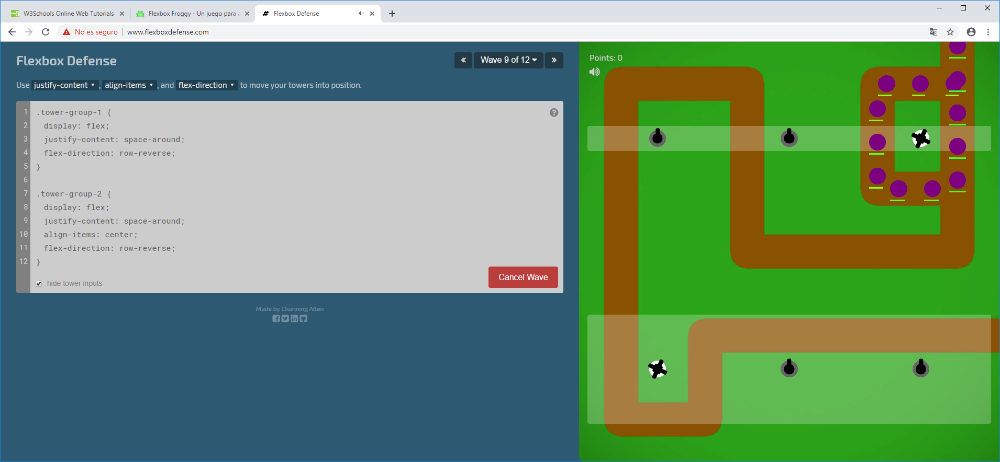 W3Schools Online Web Tutorials
Flexbox Froggy - Un juego para a
Flexbox Defense
No es seguro
www.flexboxdefense.com
Flexbox Defense
«
Wave 9 of 12
»
Use justify-content ▼, align-items ▼, and flex-direction ▼ to move your towers into position.
1 .tower-group-1 {
2 display: flex;
3 justify-content: space-around;
4 flex-direction: row-reverse;
5 }
6
7 .tower-group-2 {
8 display: flex;
9 justify-content: space-around;
10 align-items: center;
11 flex-direction: row-reverse;
12 }
?
hide tower inputs
Cancel Wave
Made by Channing Allen
Points: 0